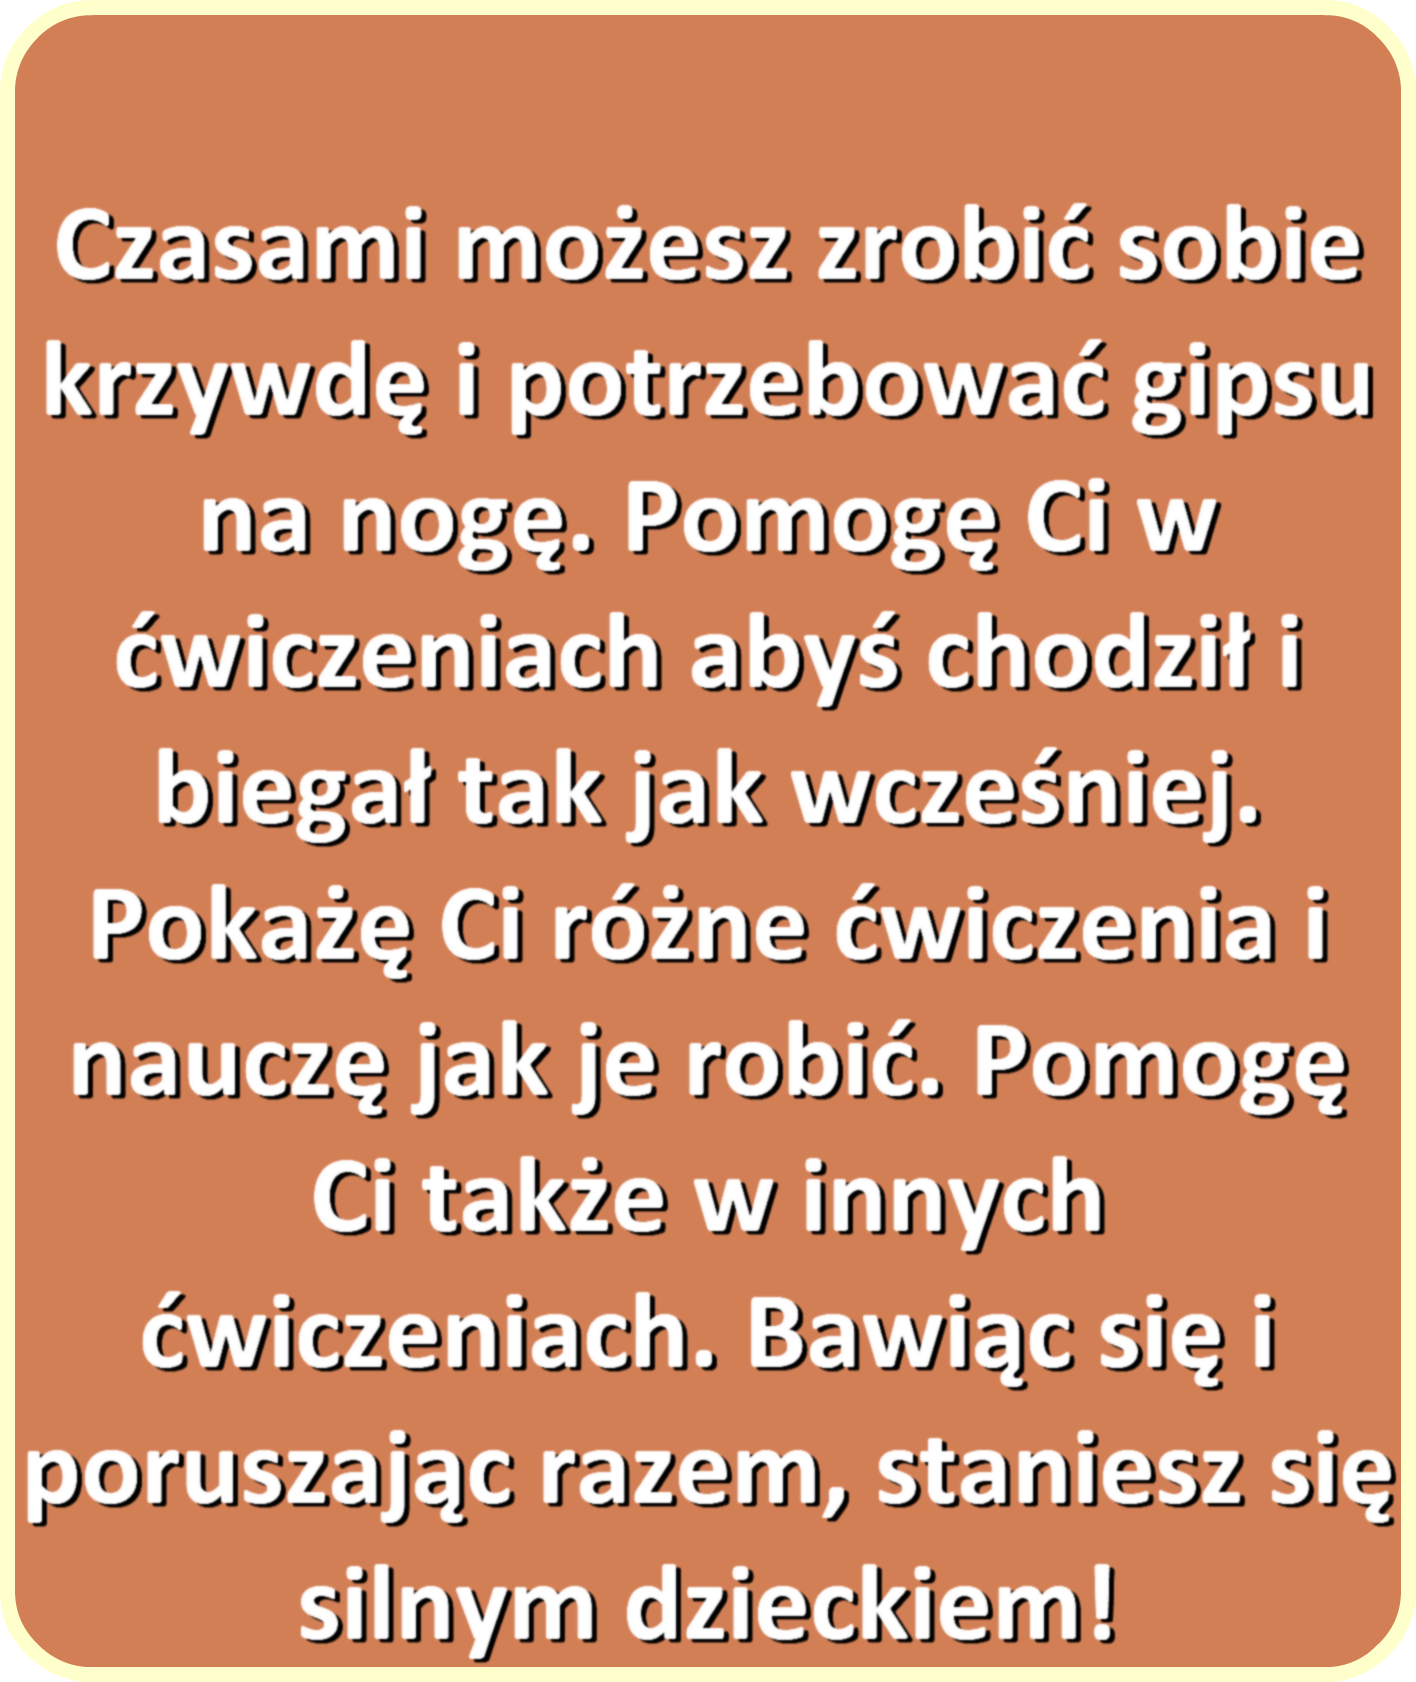 Czasami możesz zrobić sobie
krzywdę i potrzebować gipsu
na nogę. Pomogę Ci w
ćwiczeniach abyś chodził i
biegał tak jak wcześniej.
Pokażę Ci różne ćwiczenia i
nauczę jak je robić. Pomogę
Ci także w innych
ćwiczeniach. Bawiąc się i
poruszając razem, staniesz się
silnym dzieckiem!